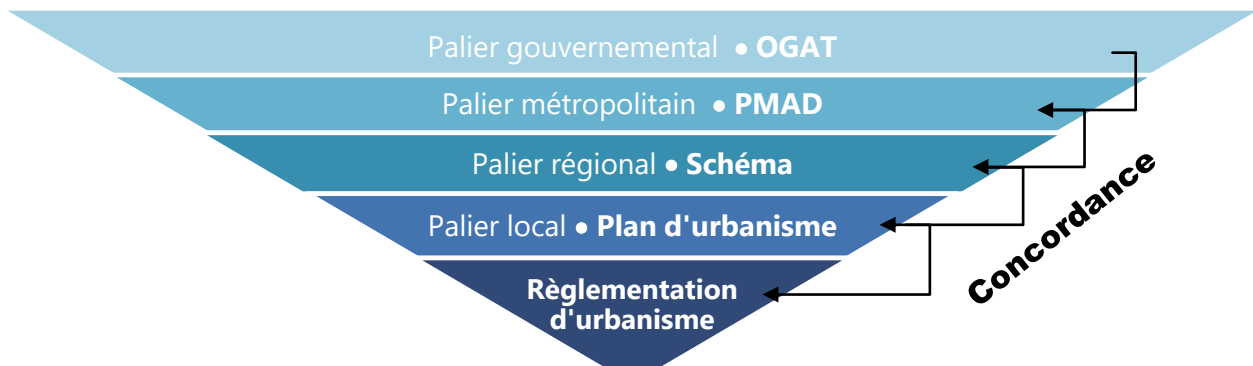 Palier gouvernemental ● OGAT
Palier métropolitain ● PMAD
Palier régional ● Schéma
Palier local ● Plan d'urbanisme
Règlementation
d'urbanisme
Concordance